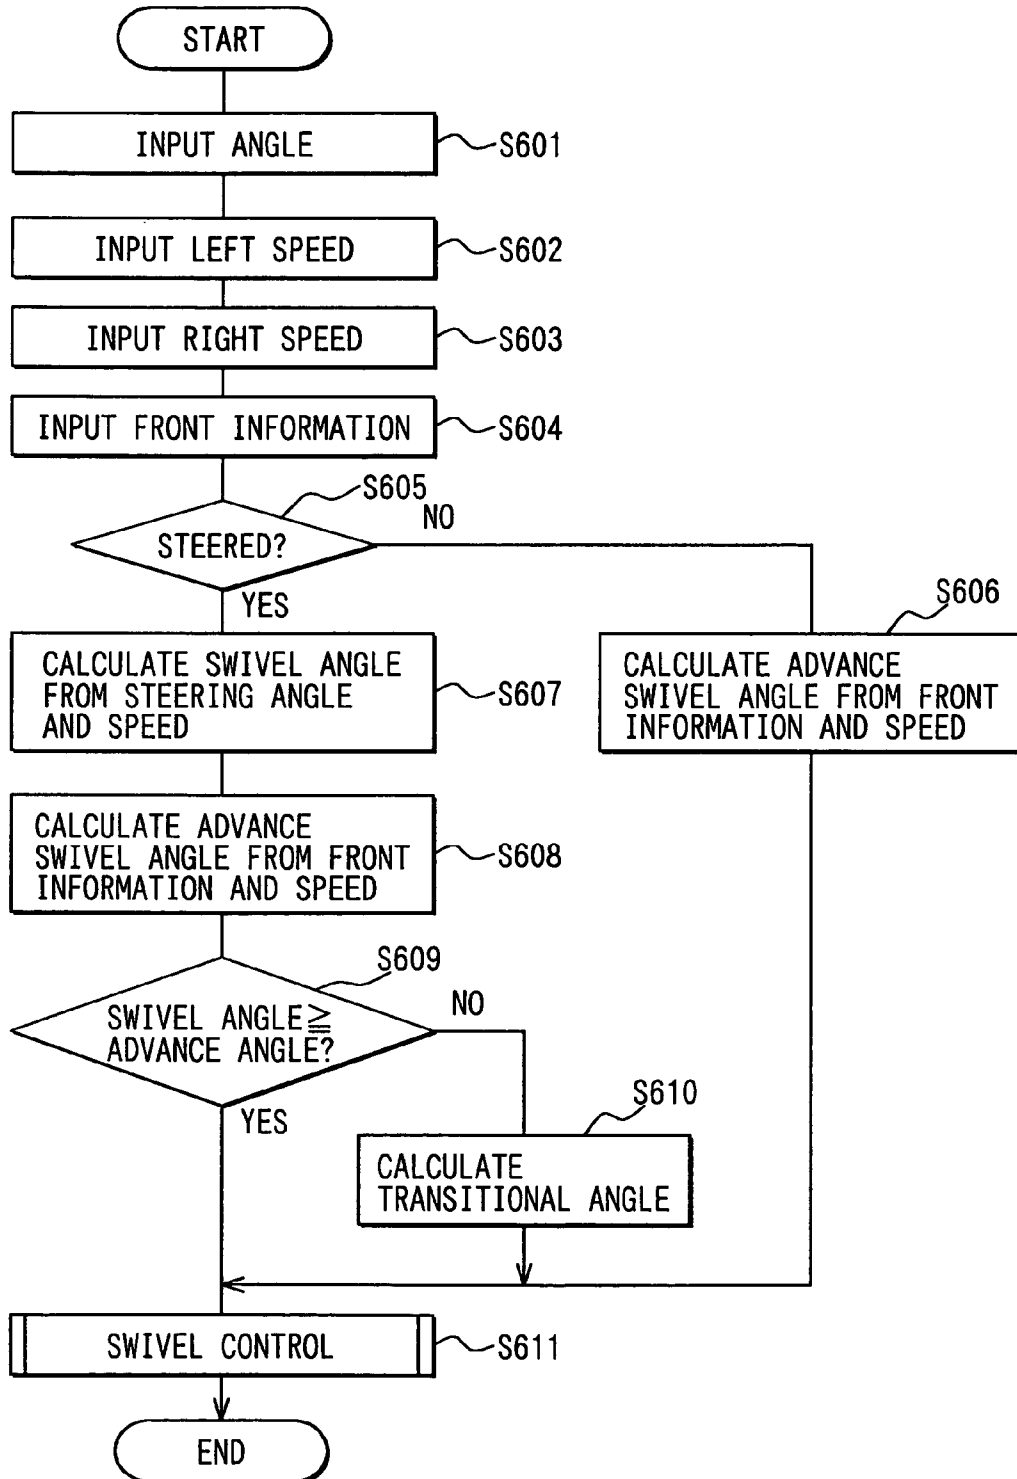 START
INPUT ANGLE
S601
INPUT LEFT SPEED
S602
INPUT RIGHT SPEED
S603
INPUT FRONT INFORMATION
S604
S605
STEERED?
NO
YES
S606
CALCULATE ADVANCE
SWIVEL ANGLE FROM FRONT
INFORMATION AND SPEED
CALCULATE SWIVEL ANGLE
FROM STEERING ANGLE
AND SPEED
S607
CALCULATE ADVANCE
SWIVEL ANGLE FROM FRONT
INFORMATION AND SPEED
S608
S609
SWIVEL ANGLE≧
ADVANCE ANGLE?
NO
YES
S610
CALCULATE
TRANSITIONAL ANGLE
SWIVEL CONTROL
S611
END